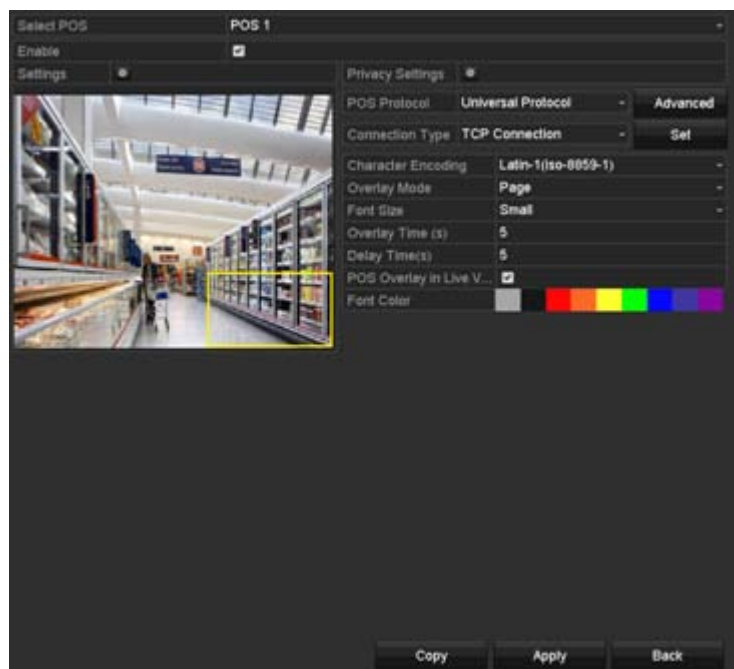 Select POS POS 1
Enable
Settings Privacy Settings
POS Protocol Universal Protocol Advanced
Connection Type TCP Connection Set
Character Encoding Latin-1(iso-8859-1)
Overlay Mode Page
Font Size Small
Overlay Time (s) 5
Delay Time(s) 5
POS Overlay in Live V...
Font Color
Copy Apply Back